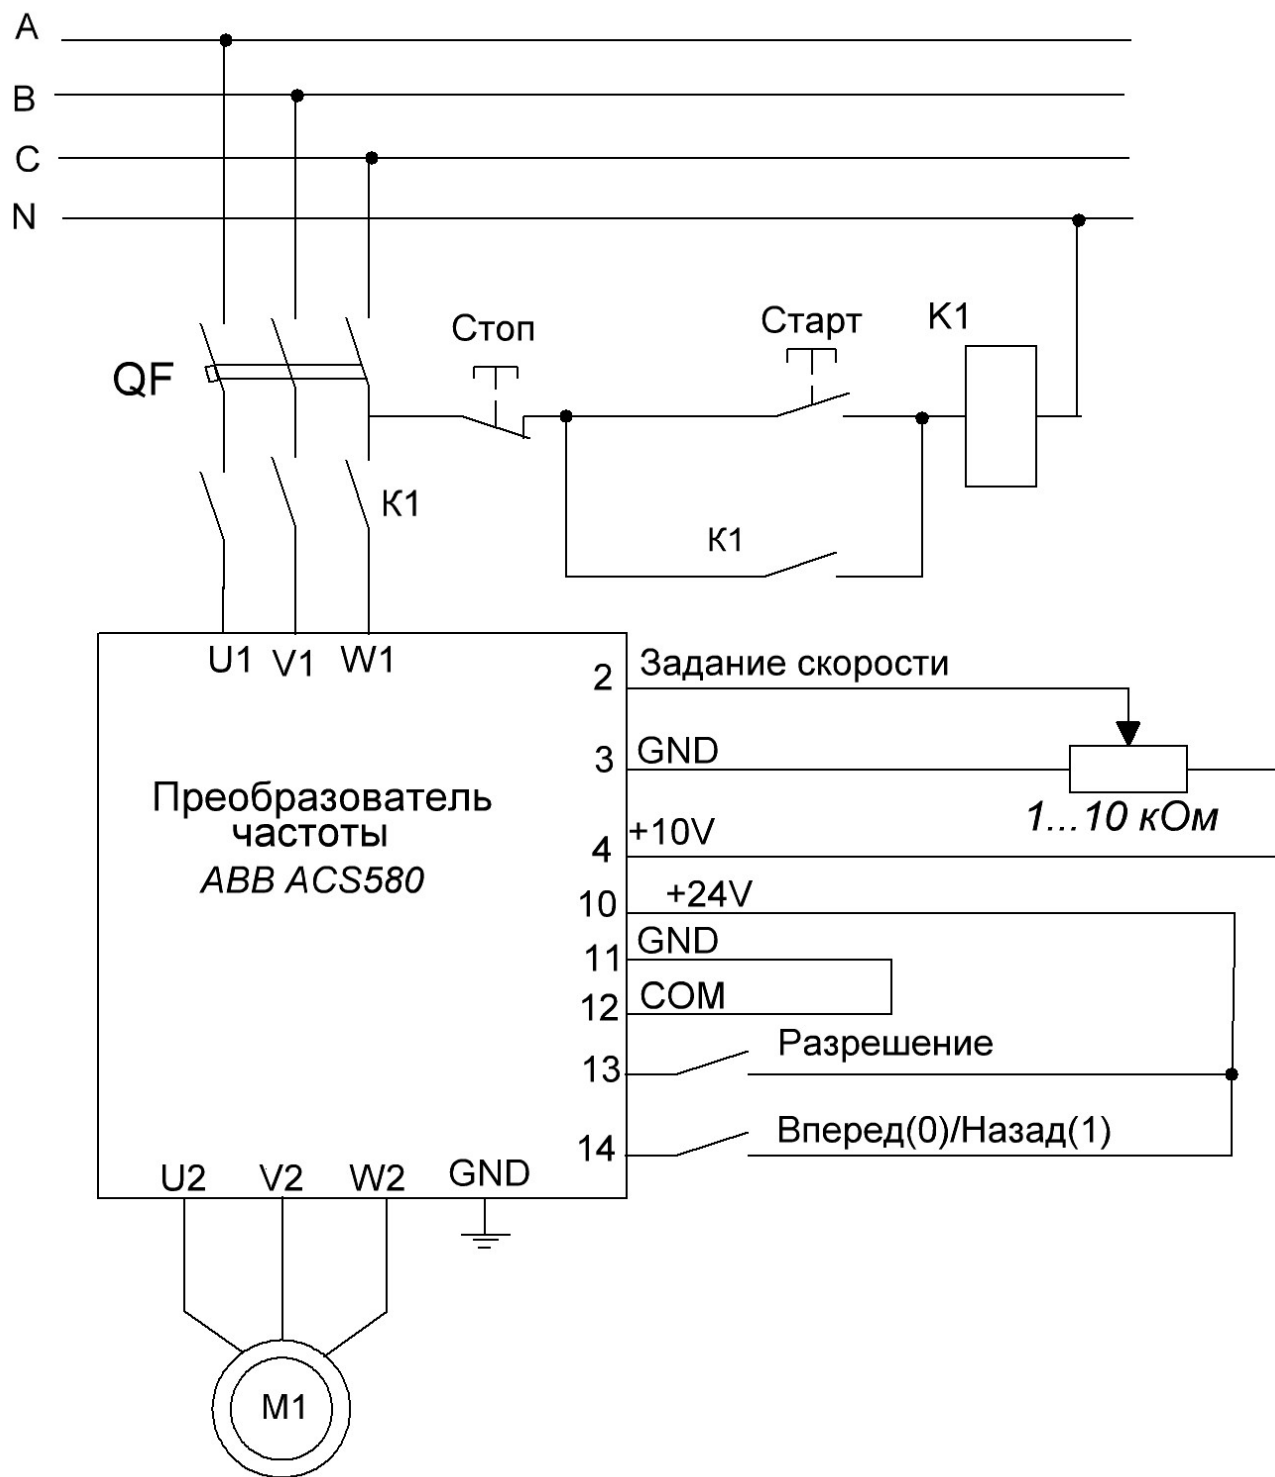 A
B
C
N
Стоп
Старт
K1
QF
K1
K1
U1 V1 W1
2 Задание скорости
3 GND
1...10 кОм
Преобразователь
частоты
ABB ACS580
4 +10V
10 +24V
11 GND
12 COM
13 Разрешение
14 Вперед(0)/Назад(1)
U2 V2 W2 GND
M1